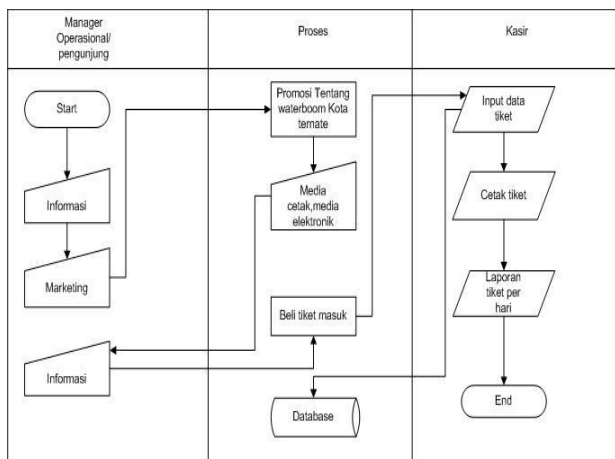 Manager
Operasional/
pengunjung
Proses
Kasir
Start
Informasi
Marketing
Informasi
Promosi Tentang
waterboom Kota
ternate
Media
cetak,media
elektronik
Beli tiket masuk
Database
Input data
tiket
Cetak tiket
Laporan
tiket per
hari
End